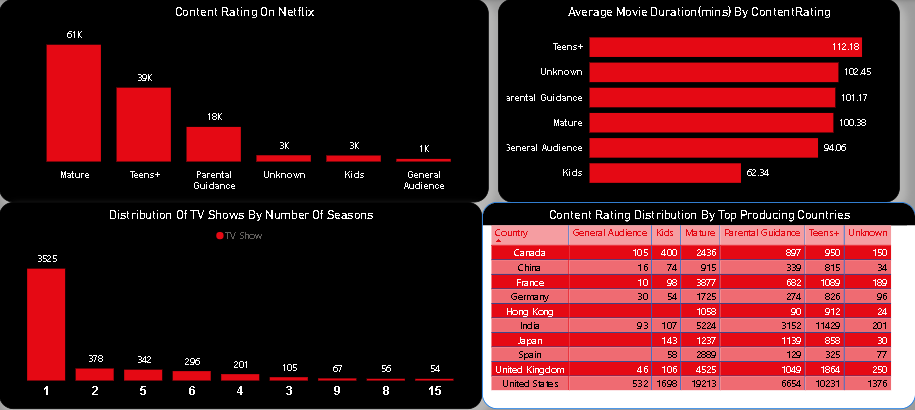 Content Rating On Netflix
61K
39K
18K
3K
3K
1K
Mature Teens+ Parental Guidance Unknown Kids General Audience
Average Movie Duration(mins) By ContentRating
Teens+ 112.18
Unknown 102.45
arental Guidance 101.17
Mature 100.38
General Audience 94.06
Kids 62.34
Distribution Of TV Shows By Number Of Seasons
TV Show
3525
378
342
296
201
105
67
56
54
1 2 5 6 4 3 9 8 15
Content Rating Distribution By Top Producing Countries
Country General Audience Kids Mature Parental Guidance Teens+ Unknown
Canada 105 400 2436 897 950 150
China 16 74 915 339 815 34
France 10 98 3877 682 1089 189
Germany 30 54 1725 274 826 96
Hong Kong 1058 90 912 24
India 93 107 5224 3152 11429 201
Japan 143 1237 1139 858 30
Spain 58 2889 129 325 77
United Kingdom 46 106 4525 1049 1864 250
United States 532 1698 19213 6654 10231 1376